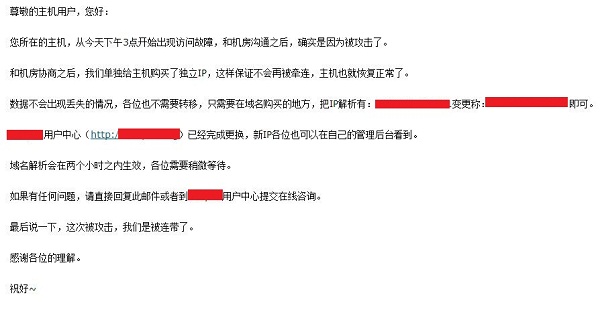 尊敬的主机用户，您好：
您所在的主机，从今天下午3点开始出现访问故障，和机房沟通之后，确实是因为被攻击了。
和机房协商之后，我们单独给主机购买了独立IP，这样保证不会再被牵连，主机也就恢复正常了。
数据不会出现丢失的情况，各位也不需要转移，只需要在域名购买的地方，把IP解析有：变更称：即可。
用户中心（http:/）已经完成更换，新IP各位也可以在自己的管理后台看到。
域名解析会在两个小时之内生效，各位需要稍微等待。
如果有任何问题，请直接回复此邮件或者到用户中心提交在线咨询。
最后说一下，这次被攻击，我们是被连带了。
感谢各位的理解。
祝好~